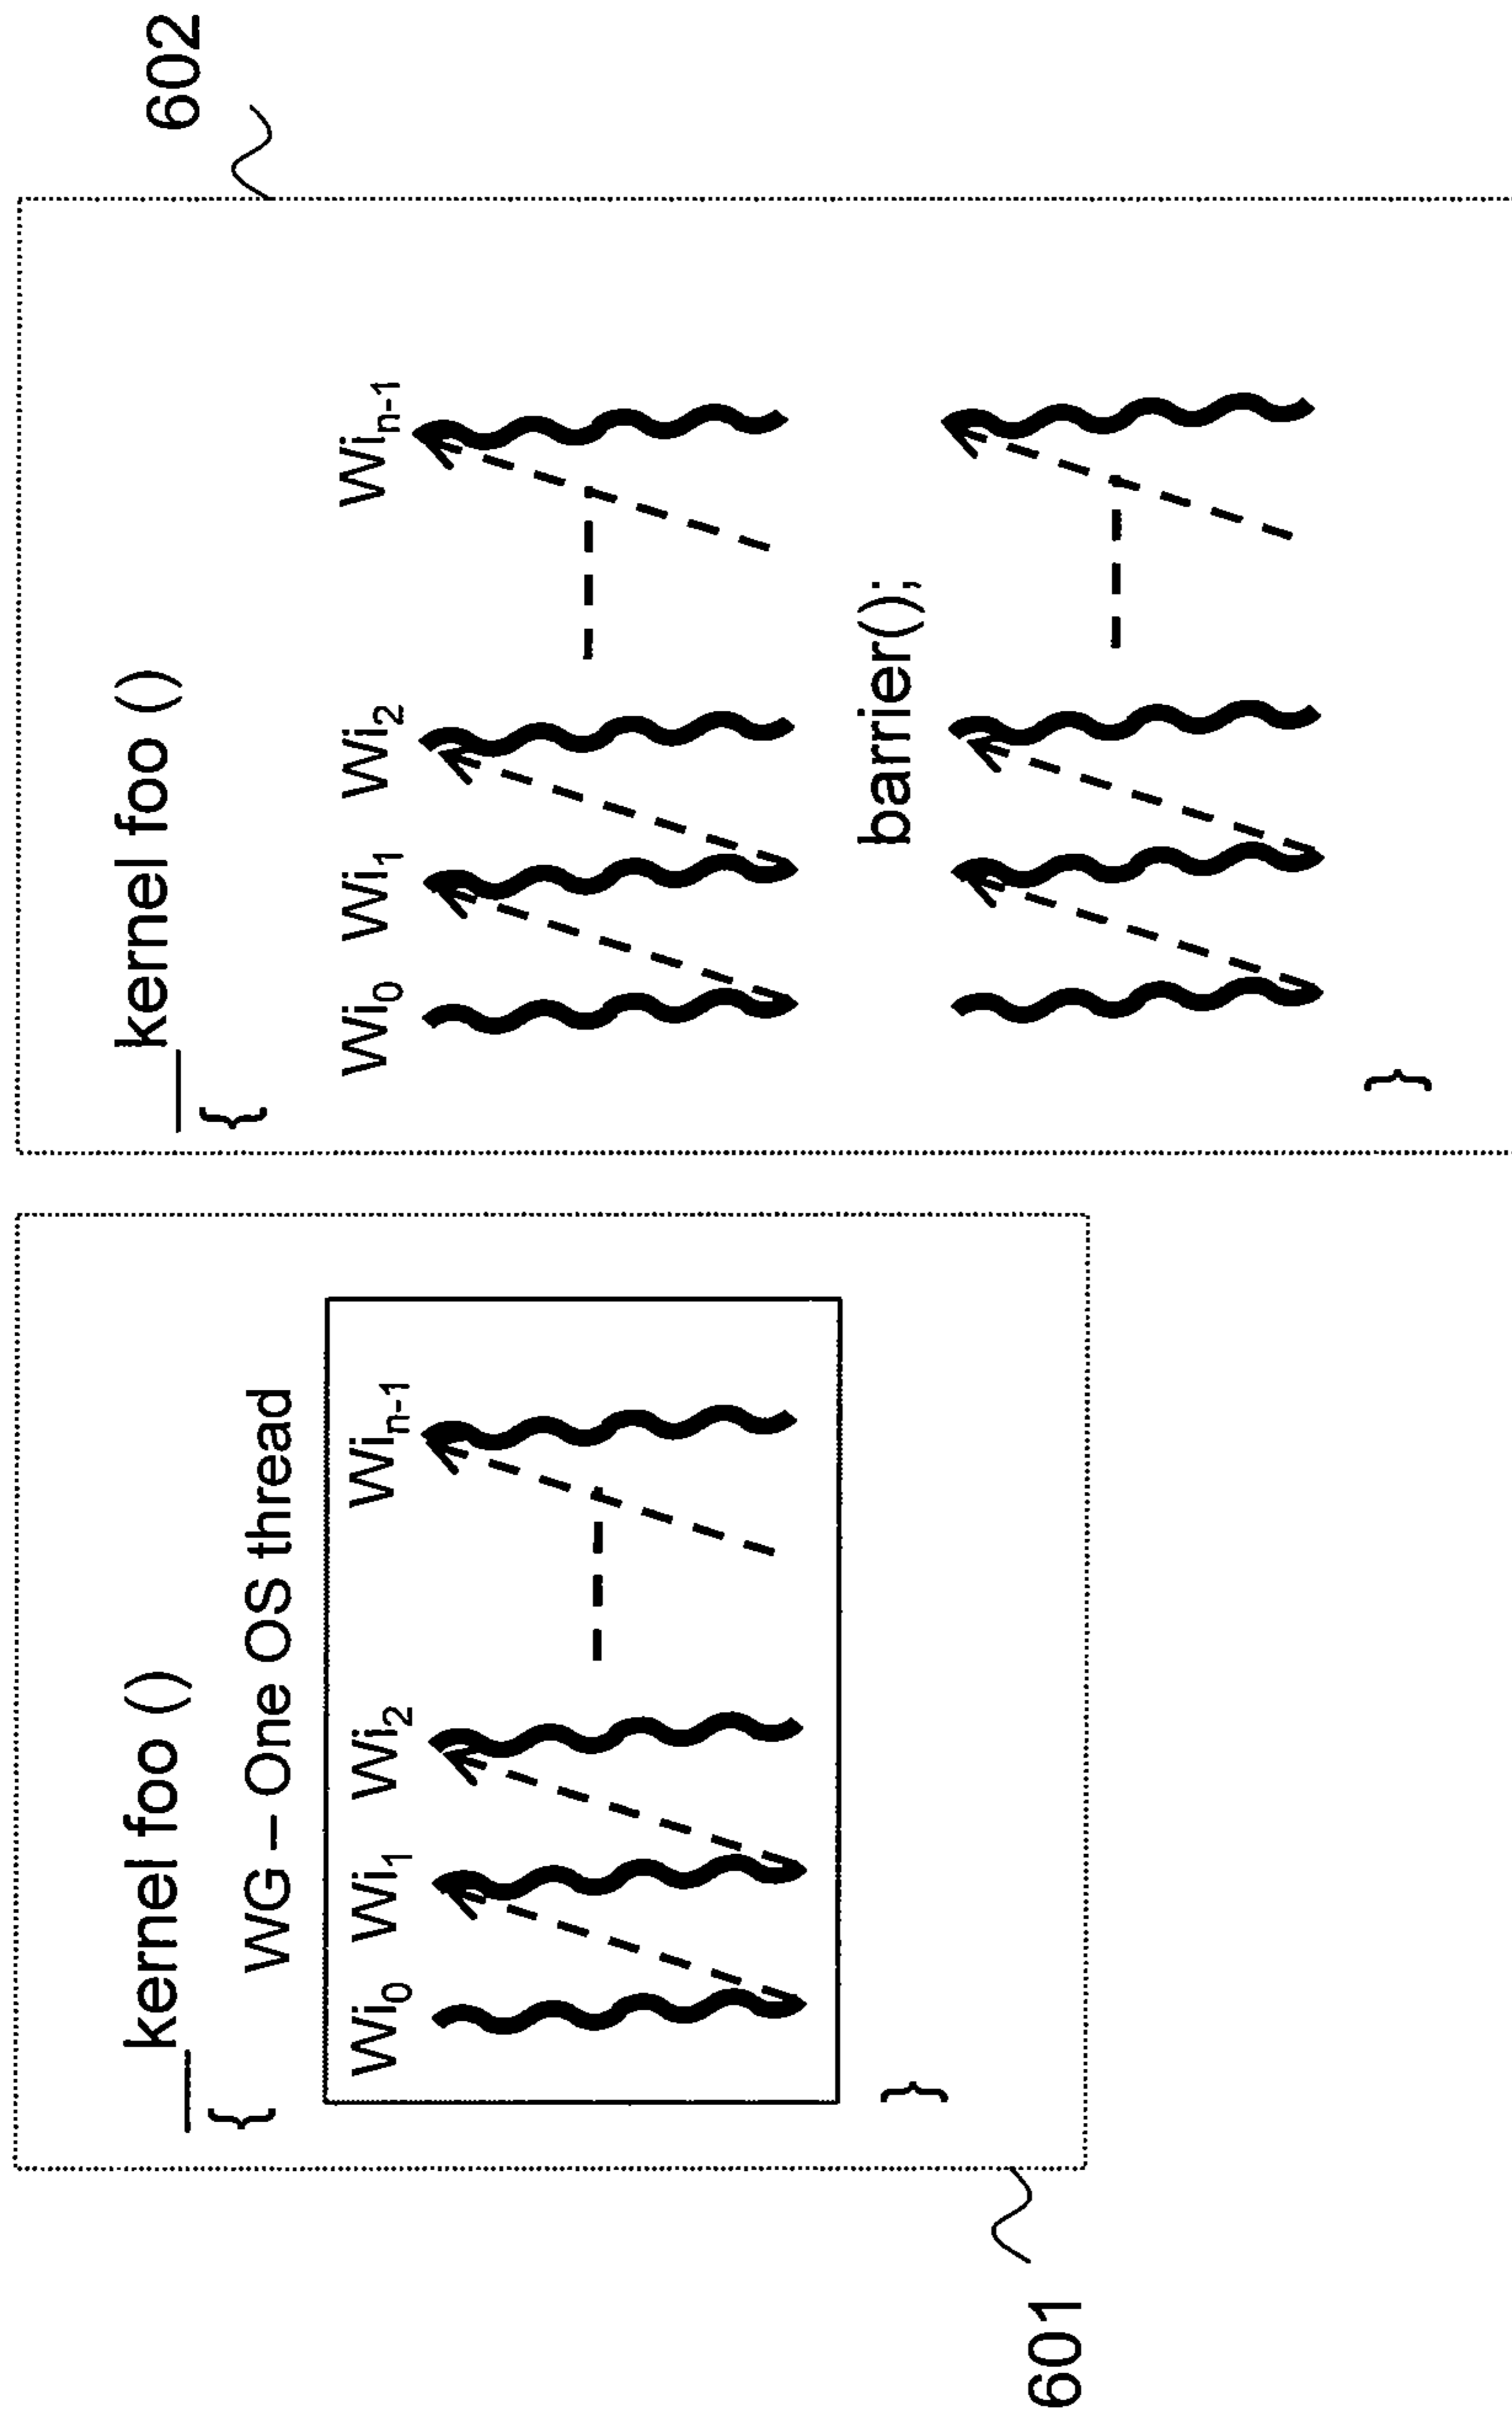 __kernel foo ()
{
WG – One OS thread
Wi0 Wi1 Wi2 Win-1
}
601
__kernel foo ()
{
Wi0 Wi1 Wi2 Win-1
barrier();
}
602